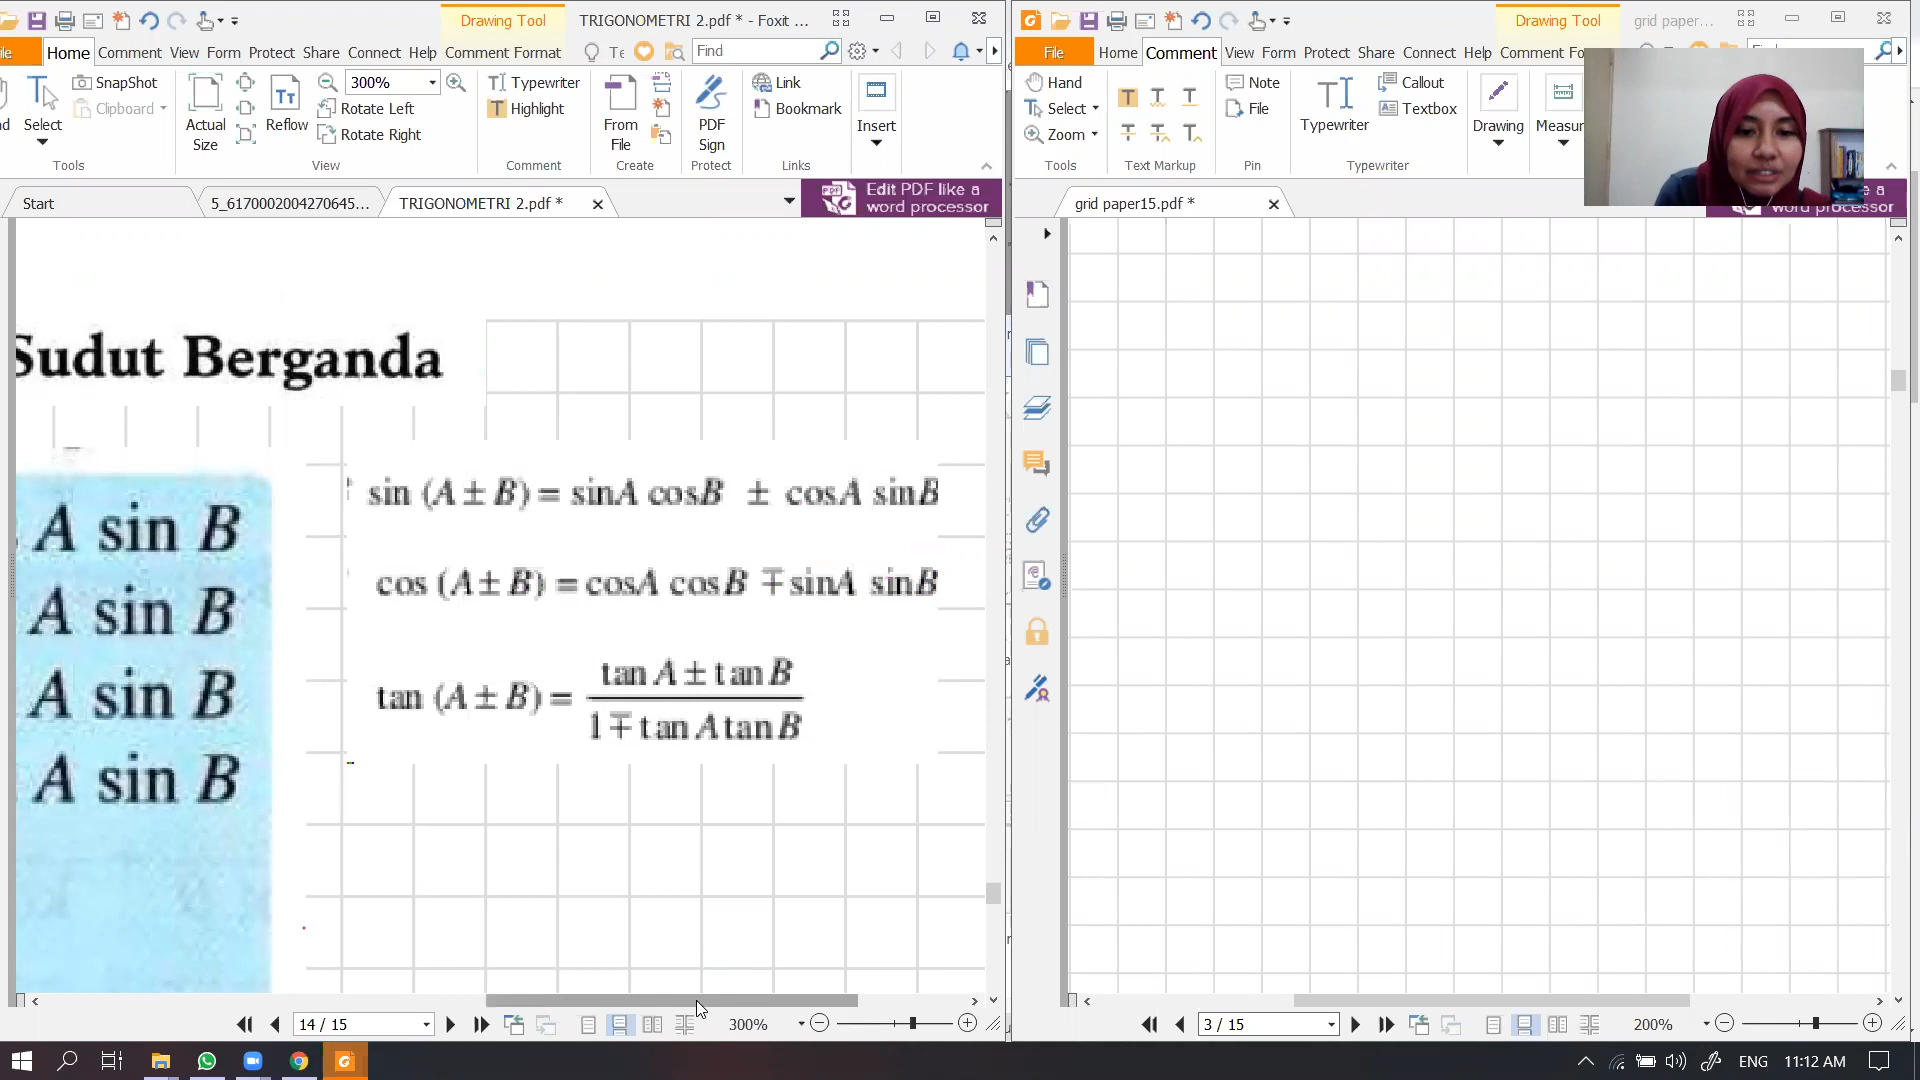 Drawing Tool
TRIGONOMETRI 2.pdf * - Foxit ...
Home Comment View Form Protect Share Connect Help Comment Format
Find
SnapShot
Clipboard
Select
Actual Size
Reflow
300%
Rotate Left
Rotate Right
Typewriter
Highlight
From File
PDF Sign
Link
Bookmark
Insert
Tools
View
Comment
Create
Protect
Links
Start
5_6170002004270645...
TRIGONOMETRI 2.pdf *
Edit PDF like a
word processor
Sudut Berganda
A sin B
A sin B
A sin B
A sin B
sin (A ± B) = sinA cosB ± cosA sinB
cos (A ± B) = cosA cosB ∓ sinA sinB
tan (A ± B) = tan A ± tan B / 1 ∓ tan A tan B
14 / 15
300%
Drawing Tool
grid paper...
File Home Comment View Form Protect Share Connect Help Comment Fo
Hand
Select
Zoom
Note
File
Typewriter
Callout
Textbox
Drawing
Measur
Tools
Text Markup
Pin
Typewriter
grid paper15.pdf *
e a
word processor
3 / 15
200%
ENG
11:12 AM